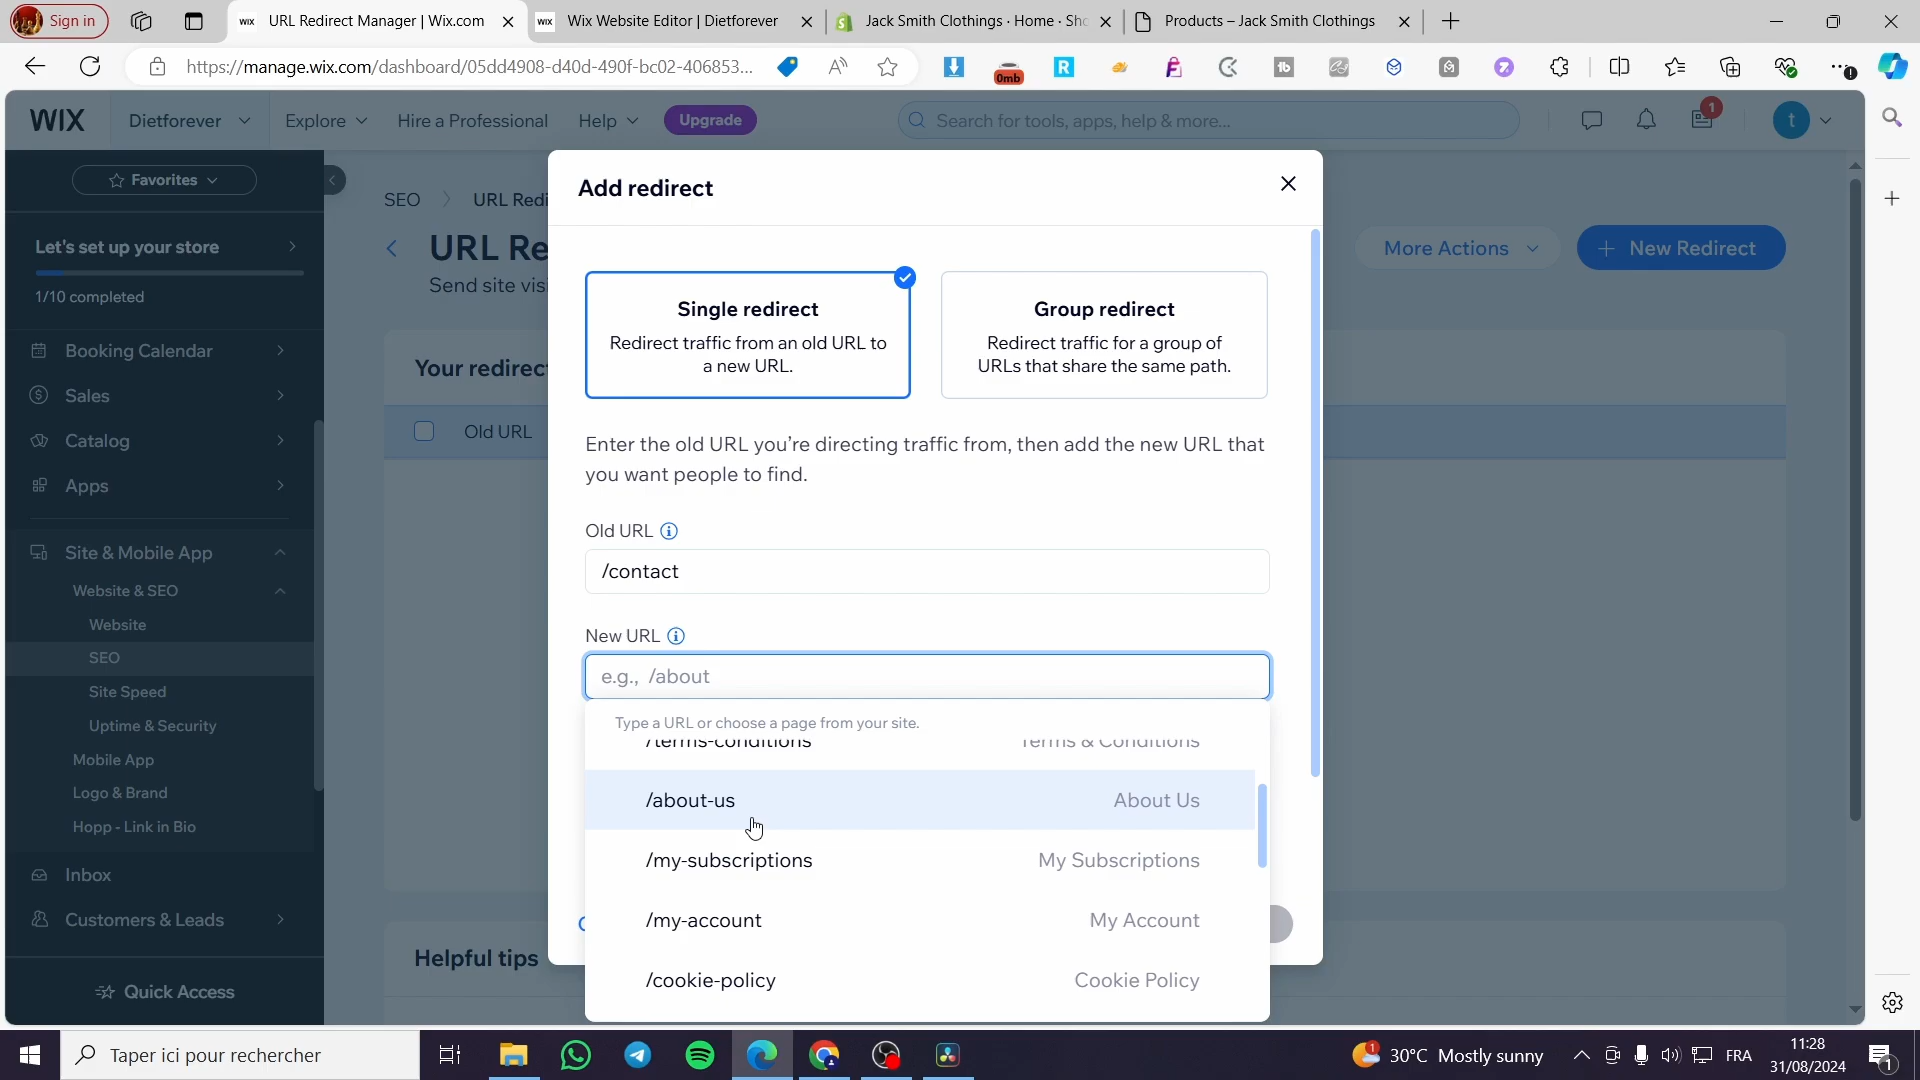 Sign in
URL Redirect Manager | Wix.com
Wix Website Editor | Dietforever
Jack Smith Clothings · Home · Sho
Products – Jack Smith Clothings
https://manage.wix.com/dashboard/05dd4908-d40d-490f-bc02-406853...
0mb
WIX
Dietforever
Explore
Hire a Professional
Help
Upgrade
Search for tools, apps, help & more...
1
t
Favorites
Let's set up your store
1/10 completed
Booking Calendar
Sales
Catalog
Apps
Site & Mobile App
Website & SEO
Website
SEO
Site Speed
Uptime & Security
Mobile App
Logo & Brand
Hopp - Link in Bio
Inbox
Customers & Leads
Quick Access
SEO
URL Redi
URL Re
Send site visi
More Actions
New Redirect
Your redirect
Old URL
Helpful tips
Add redirect
Single redirect
Redirect traffic from an old URL to
a new URL.
Group redirect
Redirect traffic for a group of
URLs that share the same path.
Enter the old URL you're directing traffic from, then add the new URL that
you want people to find.
Old URL
/contact
New URL
e.g., /about
Type a URL or choose a page from your site.
/terms-conditions Terms & Conditions
/about-us About Us
/my-subscriptions My Subscriptions
/my-account My Account
/cookie-policy Cookie Policy
Taper ici pour rechercher
30°C Mostly sunny
FRA
11:28
31/08/2024
1